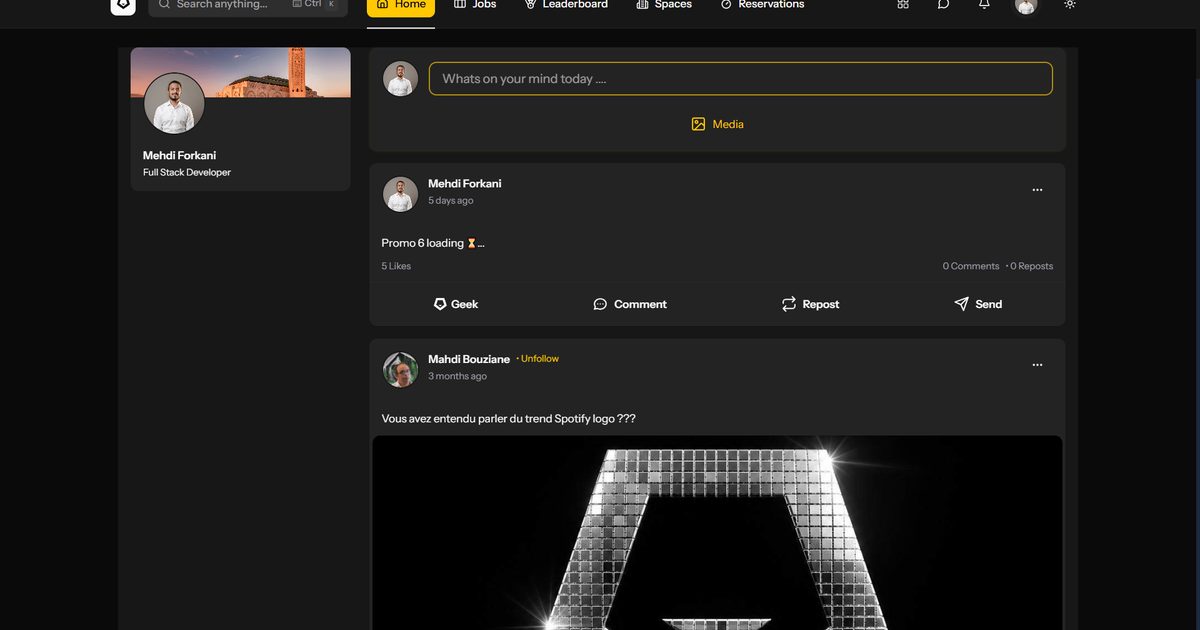 Search anything...
Ctrl K
Home
Jobs
Leaderboard
Spaces
Reservations
Mehdi Forkani
Full Stack Developer
Whats on your mind today ....
Media
Mehdi Forkani
5 days ago
Promo 6 loading ⏳...
5 Likes
0 Comments • 0 Reposts
Geek
Comment
Repost
Send
Mahdi Bouziane • Unfollow
3 months ago
Vous avez entendu parler du trend Spotify logo ???